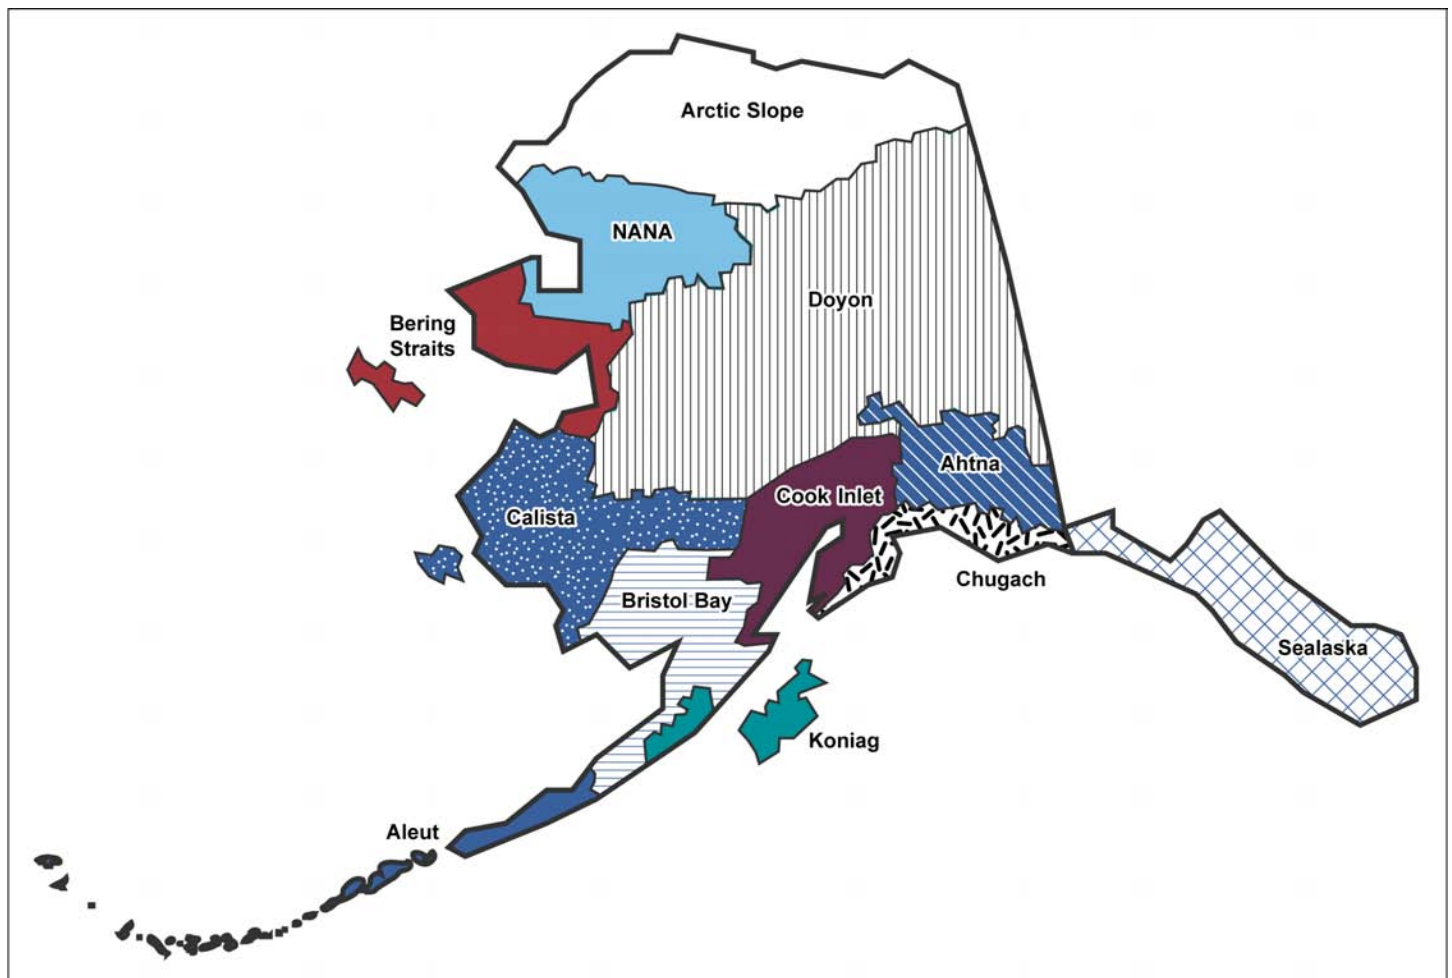 Arctic Slope
NANA
Doyon
Bering
Straits
Ahtna
Cook Inlet
Calista
Chugach
Bristol Bay
Sealaska
Koniag
Aleut